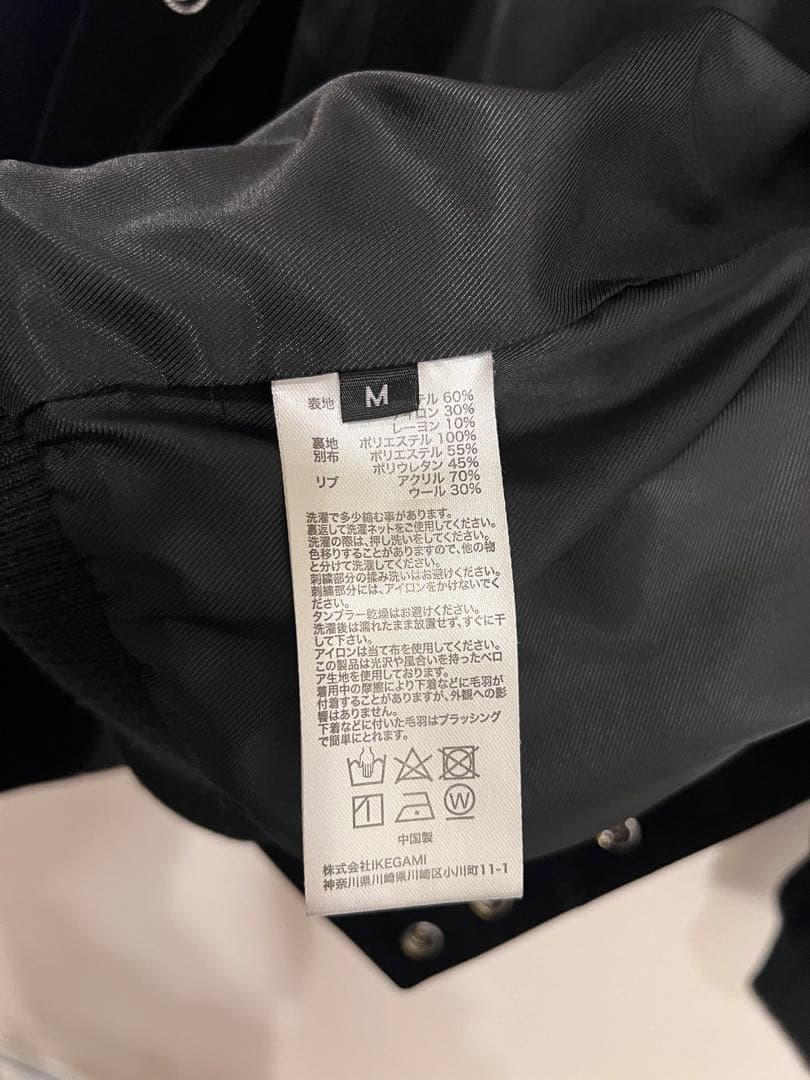 M
表地 テル 60%
イロン 30%
レーヨン 10%
裏地 ポリエステル 100%
別布 ポリエステル 55%
ポリウレタン 45%
リブ アクリル 70%
ウール 30%
洗濯で多少縮む事があります。
裏返して洗濯ネットをご使用してください。
洗濯の際は、押し洗いをしてください。
色移りすることがありますので、他の物
と分けて洗濯してください。
刺繍部分の揉み洗いはお避けください。
刺繍部分には、アイロンをかけないでく
ださい。
タンブラー乾燥はお避けください。
洗濯後は濡れたまま放置せず、すぐに干
して下さい。
アイロンは当て布を使用してください。
この製品は光沢や風合いを持ったベロ
ア生地を使用しています。
着用中の摩擦により下着などに毛羽が
付着することがありますが、外観への影
響はありません。
下着などに付いた毛羽はブラッシング
で簡単にとれます。
W
中国製
株式会社IKEGAMI
神奈川県川崎県川崎区小川町11-1